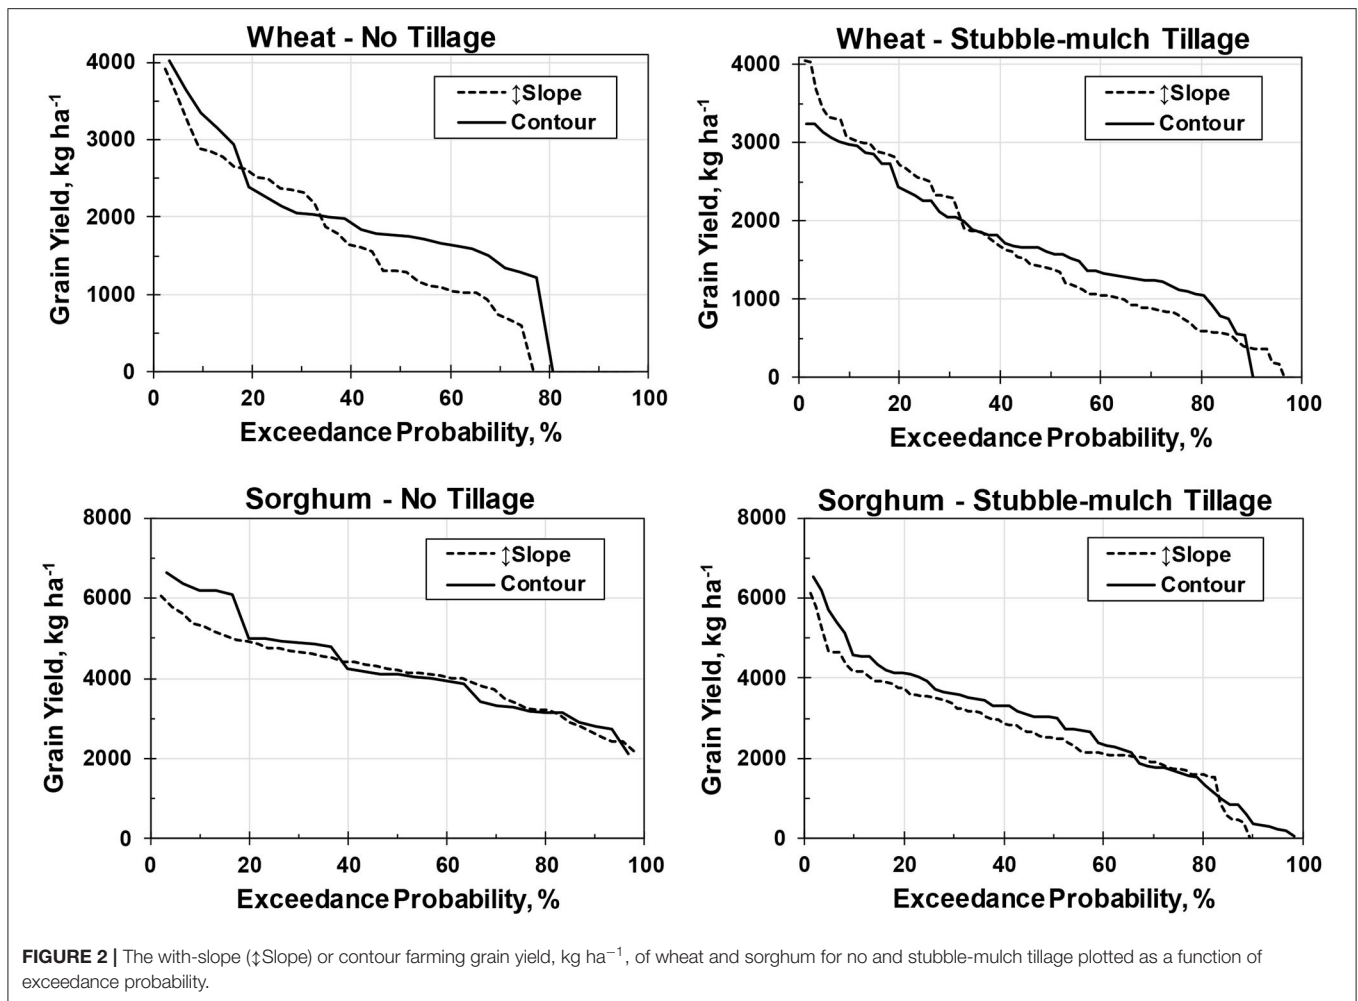 Wheat - No Tillage
4000
3000
2000
1000
0
Grain Yield, kg ha⁻¹
↕Slope
Contour
0 20 40 60 80 100
Exceedance Probability, %
Wheat - Stubble-mulch Tillage
4000
3000
2000
1000
0
Grain Yield, kg ha⁻¹
↕Slope
Contour
0 20 40 60 80 100
Exceedance Probability, %
Sorghum - No Tillage
8000
6000
4000
2000
0
Grain Yield, kg ha⁻¹
↕Slope
Contour
0 20 40 60 80 100
Exceedance Probability, %
Sorghum - Stubble-mulch Tillage
8000
6000
4000
2000
0
Grain Yield, kg ha⁻¹
↕Slope
Contour
0 20 40 60 80 100
Exceedance Probability, %
FIGURE 2 | The with-slope (↕Slope) or contour farming grain yield, kg ha⁻¹, of wheat and sorghum for no and stubble-mulch tillage plotted as a function of
exceedance probability.